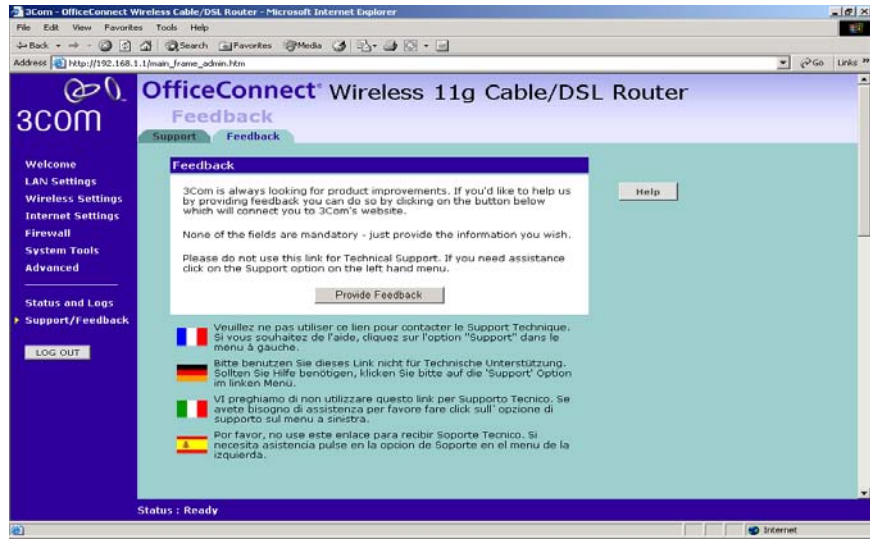 3Com - OfficeConnect Wireless Cable/DSL Router - Microsoft Internet Explorer
File Edit View Favorites Tools Help
Back Search Favorites Media
Address http://192.168.1.1/main_frame_admin.htm Go Links »
3COM
OfficeConnect® Wireless 11g Cable/DSL Router
Feedback
Support Feedback
Welcome
LAN Settings
Wireless Settings
Internet Settings
Firewall
System Tools
Advanced
Status and Logs
Support/Feedback
LOG OUT
Feedback
3Com is always looking for product improvements. If you'd like to help us
by providing feedback you can do so by clicking on the button below
which will connect you to 3Com's website.
None of the fields are mandatory - just provide the information you wish.
Please do not use this link for Technical Support. If you need assistance
click on the Support option on the left hand menu.
Provide Feedback
Help
Veuillez ne pas utiliser ce lien pour contacter le Support Technique.
Si vous souhaitez de l'aide, cliquez sur l'option "Support" dans le
menu à gauche.
Bitte benutzen Sie dieses Link nicht für Technische Unterstützung.
Sollten Sie Hilfe benötigen, klicken Sie bitte auf die 'Support' Option
im linken Menü.
VI preghiamo di non utilizzare questo link per Supporto Tecnico. Se
avete bisogno di assistenza per favore fare click sull' opzione di
supporto sul menu a sinistra.
Por favor, no use este enlace para recibir Soporte Tecnico. Si
necesita asistencia pulse en la opcion de Soporte en el menu de la
izquierda.
Status : Ready
Internet